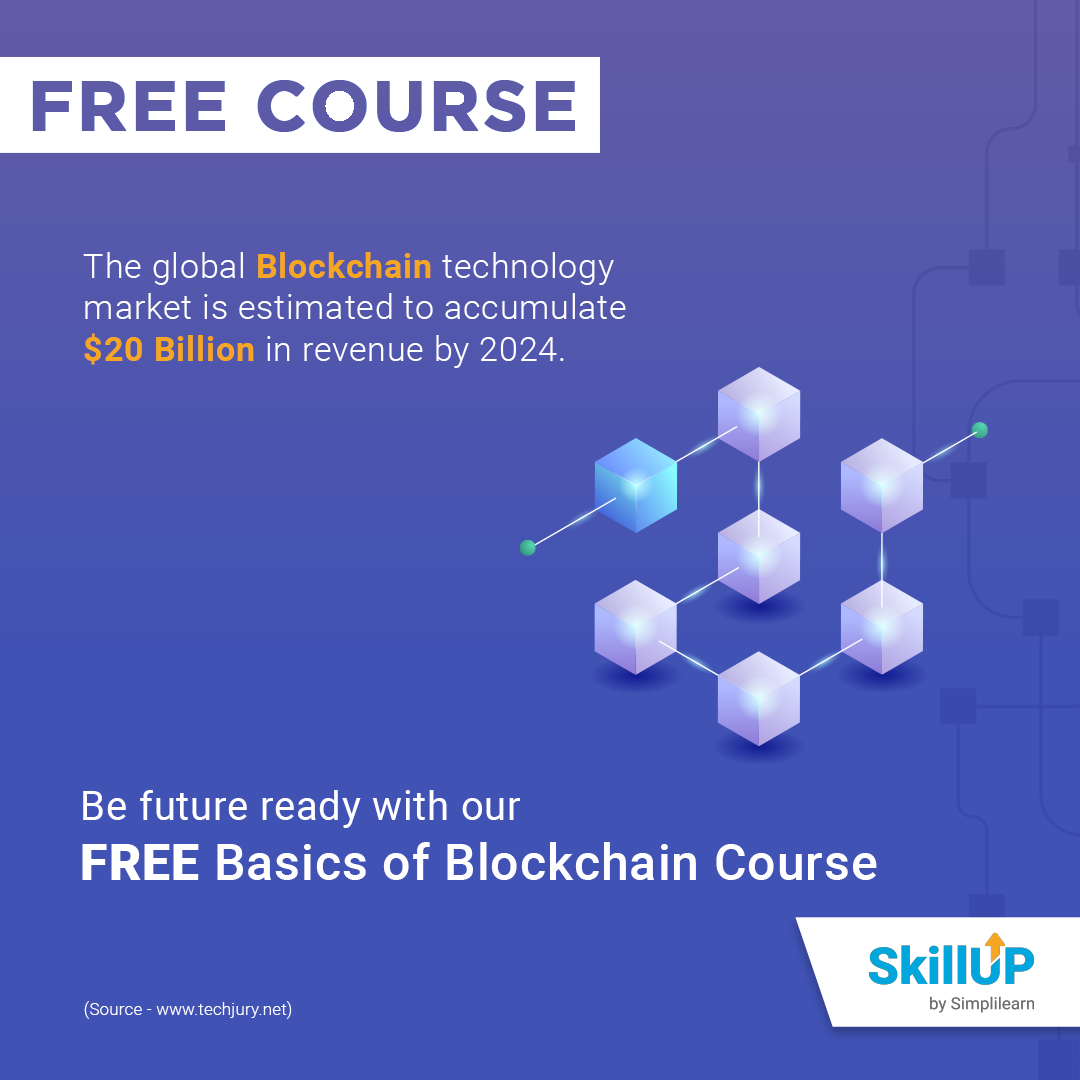 FREE COURSE
The global Blockchain technology
market is estimated to accumulate
$20 Billion in revenue by 2024.
Be future ready with our
FREE Basics of Blockchain Course
SkillUP
by Simplilearn
(Source - www.techjury.net)